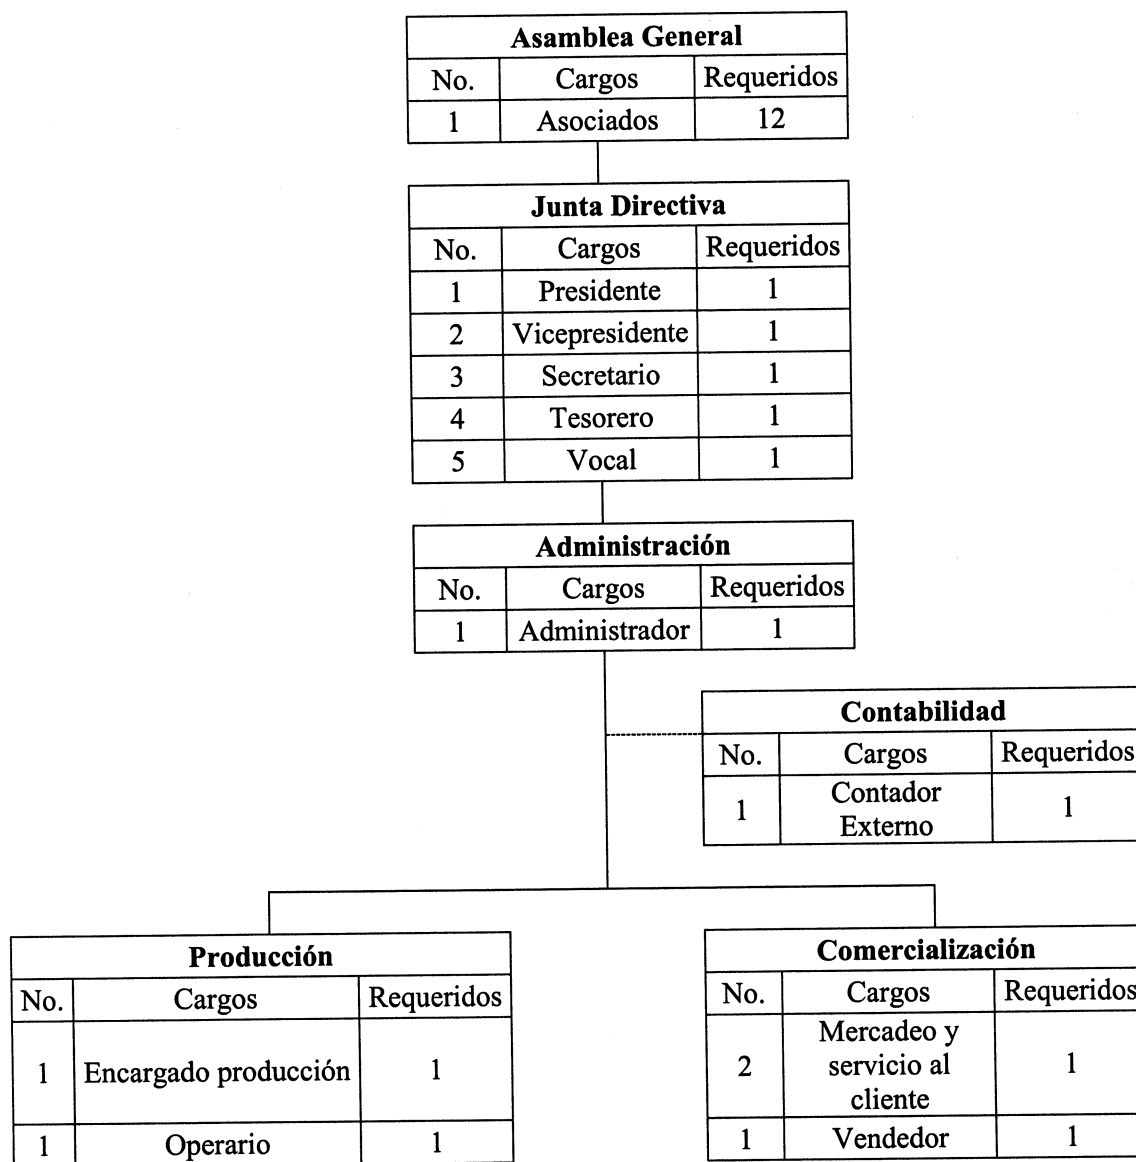 Asamblea General
No. Cargos Requeridos
1 Asociados 12
Junta Directiva
No. Cargos Requeridos
1 Presidente 1
2 Vicepresidente 1
3 Secretario 1
4 Tesorero 1
5 Vocal 1
Administración
No. Cargos Requeridos
1 Administrador 1
Contabilidad
No. Cargos Requeridos
1 Contador
Externo 1
Producción
No. Cargos Requeridos
1 Encargado producción 1
1 Operario 1
Comercialización
No. Cargos Requeridos
2 Mercadeo y
servicio al
cliente 1
1 Vendedor 1